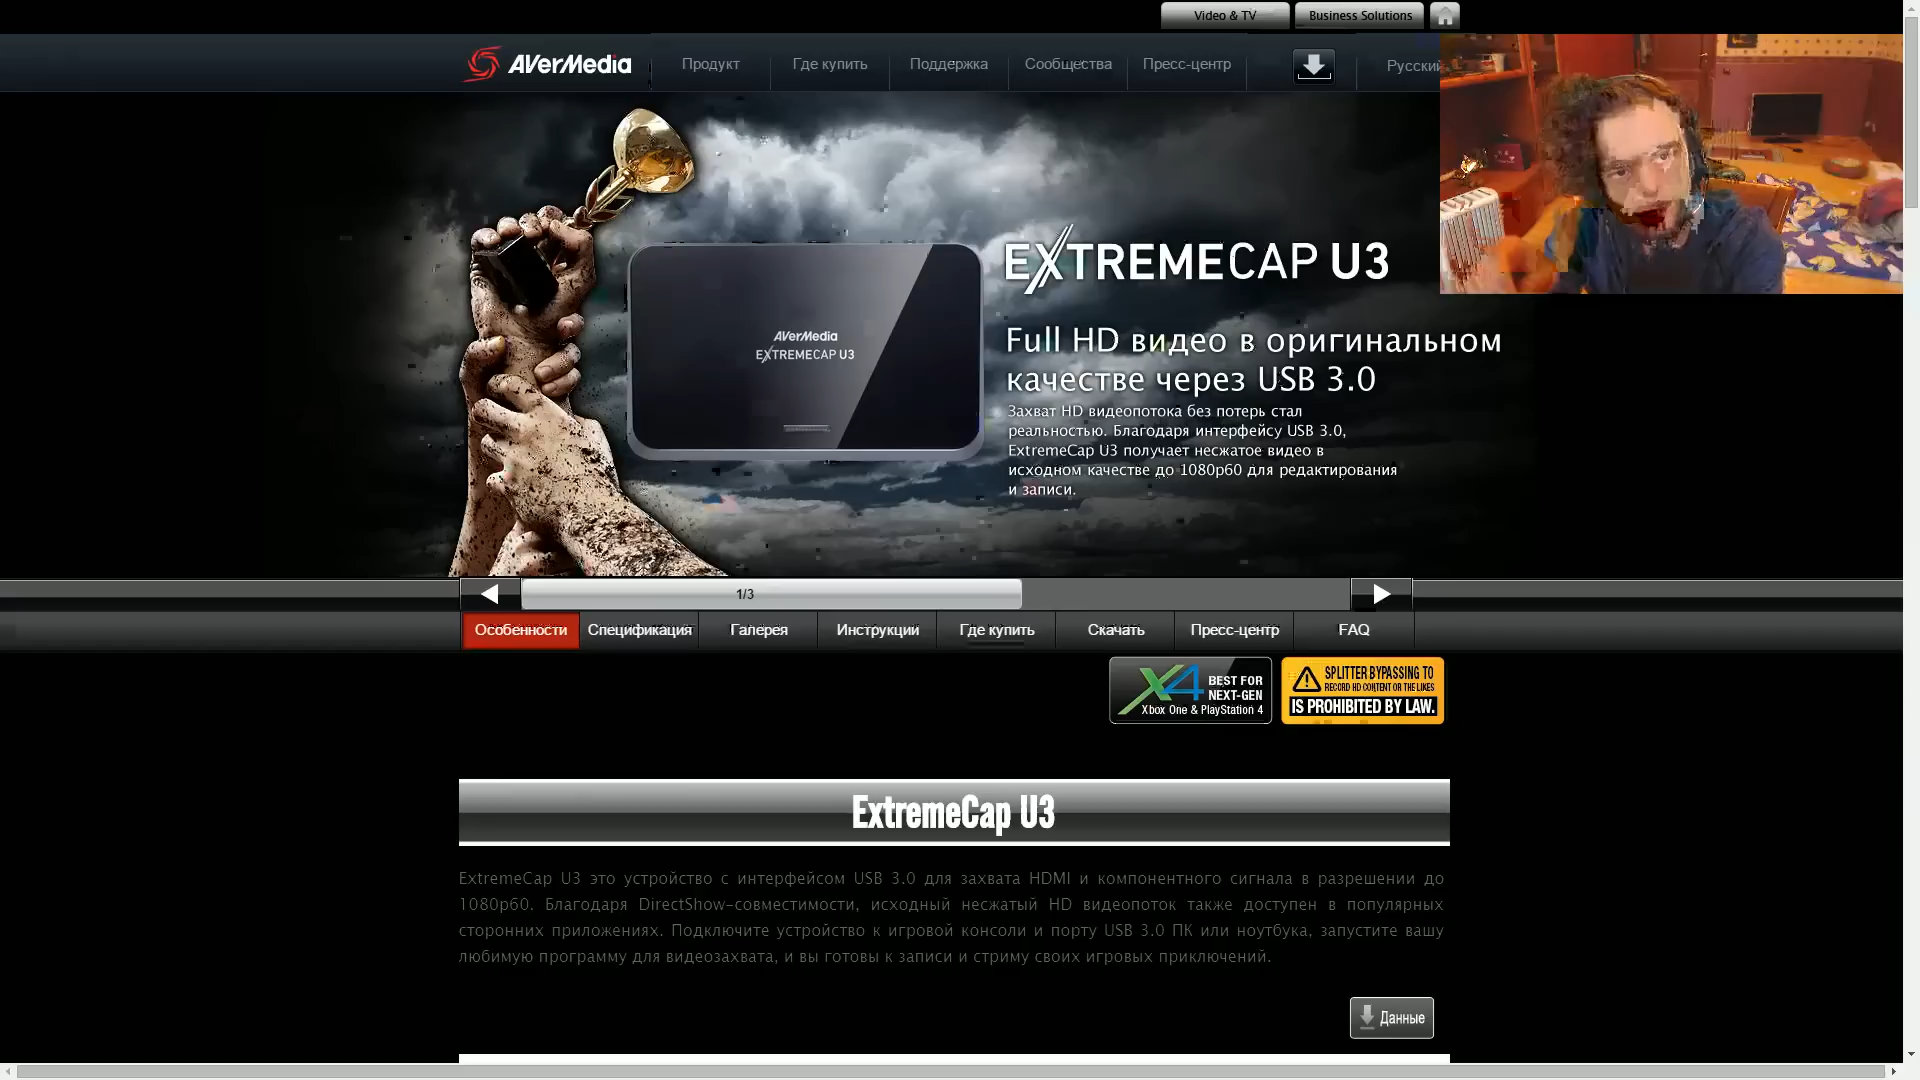 Video & TV
Business Solutions
AVerMedia
Продукт
Где купить
Поддержка
Сообщества
Пресс-центр
Русский
EXTREMECAP U3
AVerMedia
EXTREMECAP U3
Full HD видео в оригинальном
качестве через USB 3.0
Захват HD видеопотока без потерь стал
реальностью. Благодаря интерфейсу USB 3.0,
ExtremeCap U3 получает несжатое видео в
исходном качестве до 1080p60 для редактирования
и записи.
1/3
Особенности
Спецификация
Галерея
Инструкции
Где купить
Скачать
Пресс-центр
FAQ
X4
BEST FOR
NEXT-GEN
Xbox One & PlayStation 4
SPLITTER BYPASSING TO
RECORD HD CONTENT OR THE LIKES
IS PROHIBITED BY LAW.
ExtremeCap U3
ExtremeCap U3 это устройство с интерфейсом USB 3.0 для захвата HDMI и компонентного сигнала в разрешении до
1080p60. Благодаря DirectShow-совместимости, исходный несжатый HD видеопоток также доступен в популярных
сторонних приложениях. Подключите устройство к игровой консоли и порту USB 3.0 ПК или ноутбука, запустите вашу
любимую программу для видеозахвата, и вы готовы к записи и стриму своих игровых приключений.
Данные